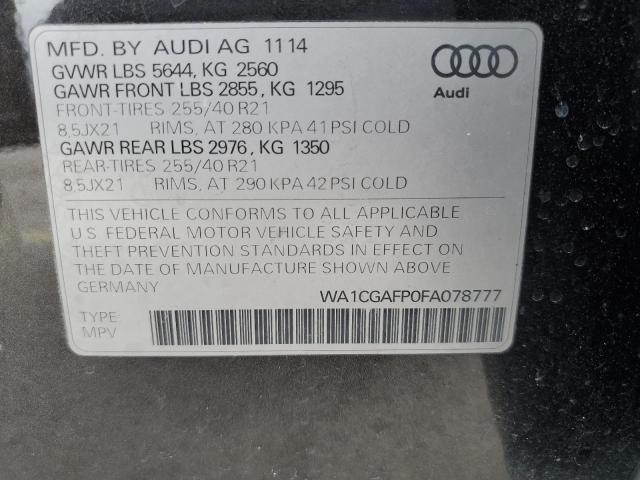 MFD. BY AUDI AG 11 14
GVWR LBS 5644, KG 2560
GAWR FRONT LBS 2855, KG 1295
FRONT-TIRES 255/40 R21
8,5JX21 RIMS, AT 280 KPA 41 PSI COLD
GAWR REAR LBS 2976, KG 1350
REAR-TIRES 255/40 R21
8,5JX21 RIMS, AT 290 KPA 42 PSI COLD
Audi
THIS VEHICLE CONFORMS TO ALL APPLICABLE
U.S. FEDERAL MOTOR VEHICLE SAFETY AND
THEFT PREVENTION STANDARDS IN EFFECT ON
THE DATE OF MANUFACTURE SHOWN ABOVE
GERMANY
WA1CGAFP0FA078777
TYPE:
MPV